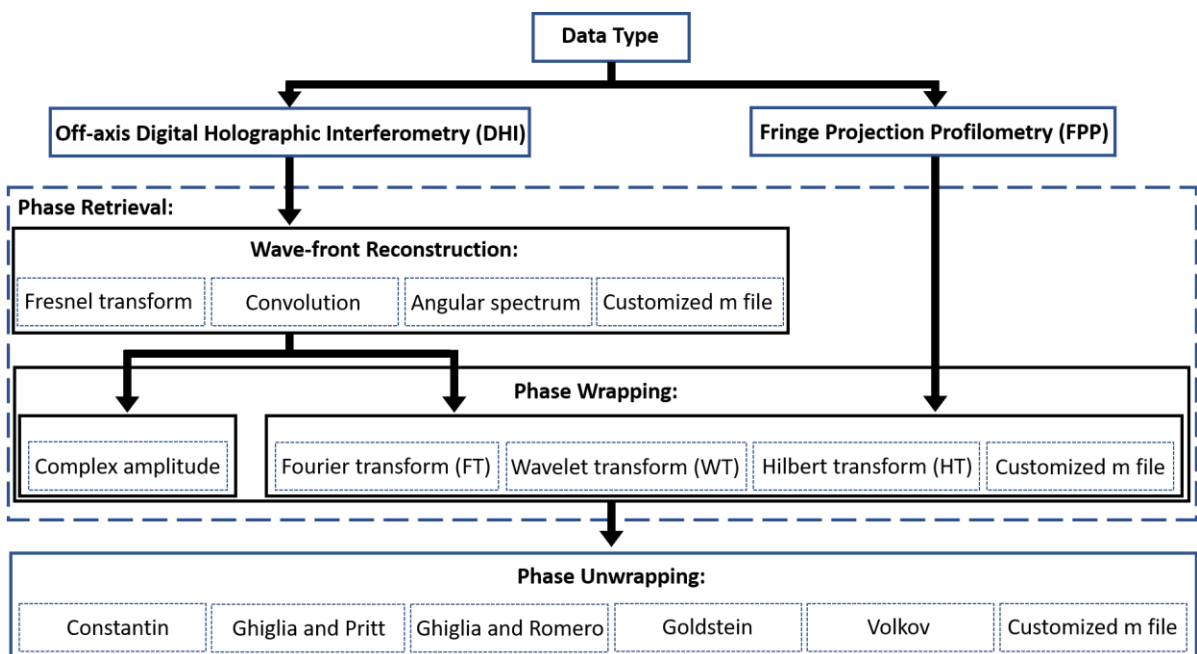 Data Type
Off-axis Digital Holographic Interferometry (DHI)
Fringe Projection Profilometry (FPP)
Phase Retrieval:
Wave-front Reconstruction:
Fresnel transform
Convolution
Angular spectrum
Customized m file
Phase Wrapping:
Complex amplitude
Fourier transform (FT)
Wavelet transform (WT)
Hilbert transform (HT)
Customized m file
Phase Unwrapping:
Constantin
Ghiglia and Pritt
Ghiglia and Romero
Goldstein
Volkov
Customized m file